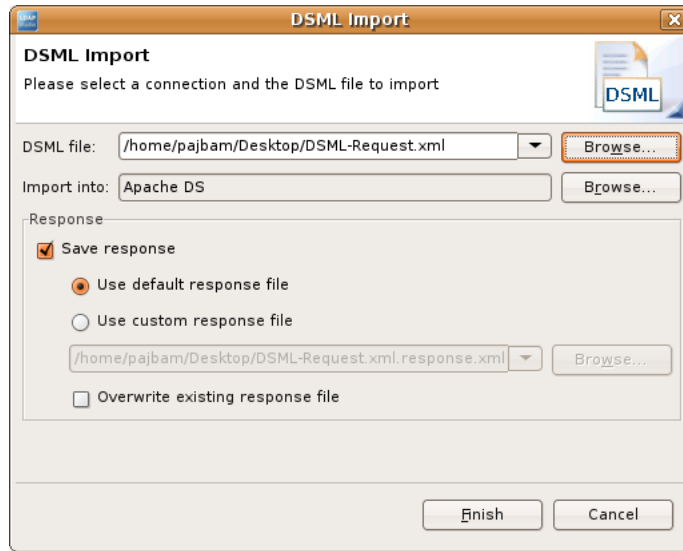 DSML Import
DSML Import
Please select a connection and the DSML file to import
DSML
DSML file: /home/pajbam/Desktop/DSML-Request.xml Browse...
Import into: Apache DS Browse...
Response
Save response
Use default response file
Use custom response file
/home/pajbam/Desktop/DSML-Request.xml.response.xml Browse...
Overwrite existing response file
Finish Cancel